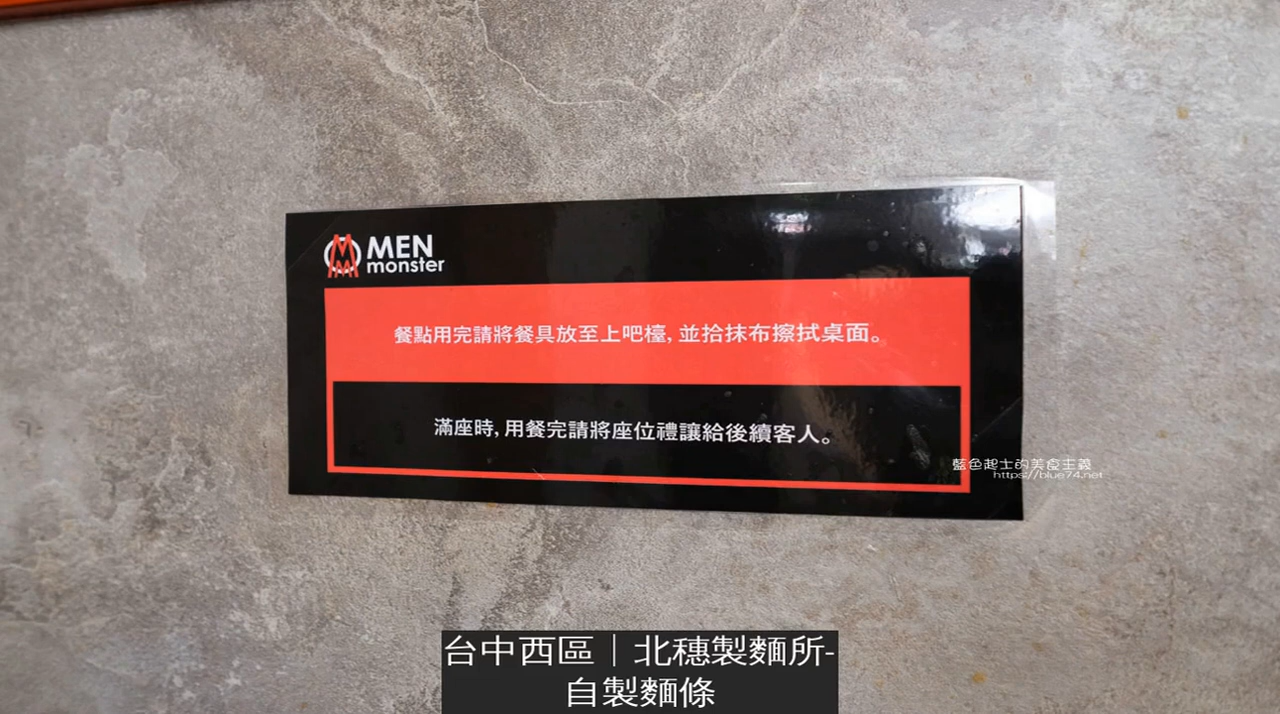 MEN
monster
餐點用完請將餐具放至上吧檯, 並拾抹布擦拭桌面。
滿座時, 用餐完請將座位禮讓給後續客人。
藍色起士的美食主義
https://blue74.net
台中西區｜北穗製麵所-
自製麵條